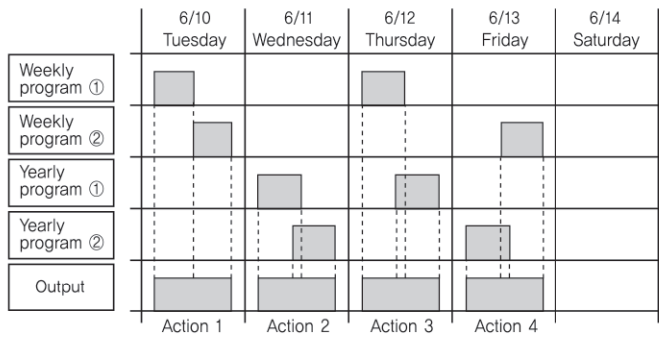 6/10 6/11 6/12 6/13 6/14
Tuesday Wednesday Thursday Friday Saturday
Weekly
program ①
Weekly
program ②
Yearly
program ①
Yearly
program ②
Output
Action 1 Action 2 Action 3 Action 4